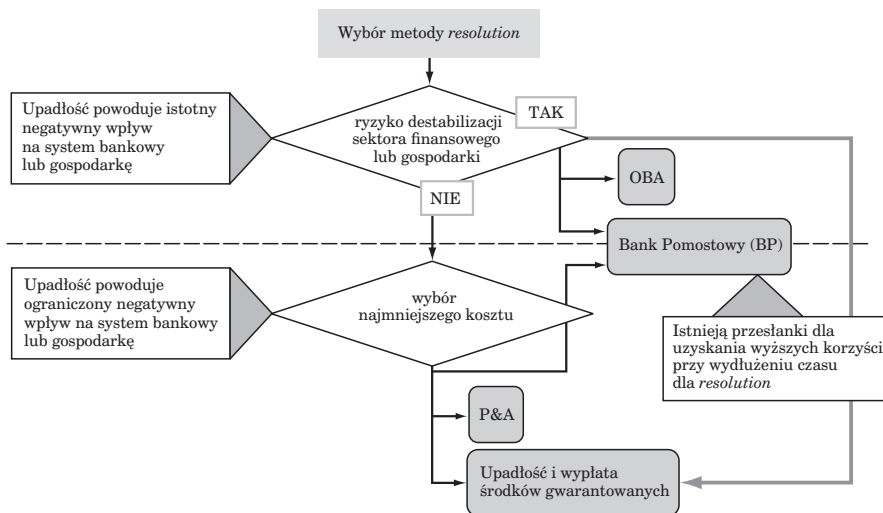 Wybór metody resolution
TAK
Upadłość powoduje istotny
negatywny wpływ
na system bankowy
lub gospodarkę
ryzyko destabilizacji
sektora finansowego
lub gospodarki
OBA
NIE
Bank Pomostowy (BP)
Upadłość powoduje
ograniczony negatywny
wpływ na system bankowy
lub gospodarkę
wybór
najmniejszego kosztu
Istnieją przesłanki dla
uzyskania wyższych korzyści
przy wydłużeniu czasu
dla resolution
P&A
Upadłość i wypłata
środków gwarantowanych